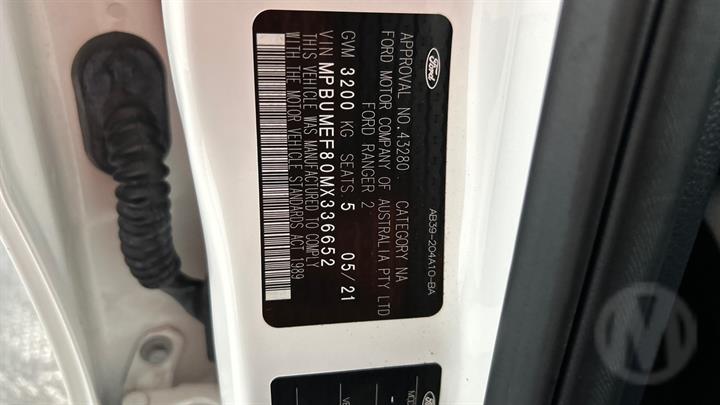 Ford
AB39-204A10-BA
APPROVAL NO. 43280 CATEGORY NA
FORD MOTOR COMPANY OF AUSTRALIA PTY LTD
FORD RANGER 2
GVM 3200 KG SEATS 5 05/21
VIN MPBUMEF80MX336652
THIS VEHICLE WAS MANUFACTURED TO COMPLY
WITH THE MOTOR VEHICLE STANDARDS ACT 1989
Ford
M